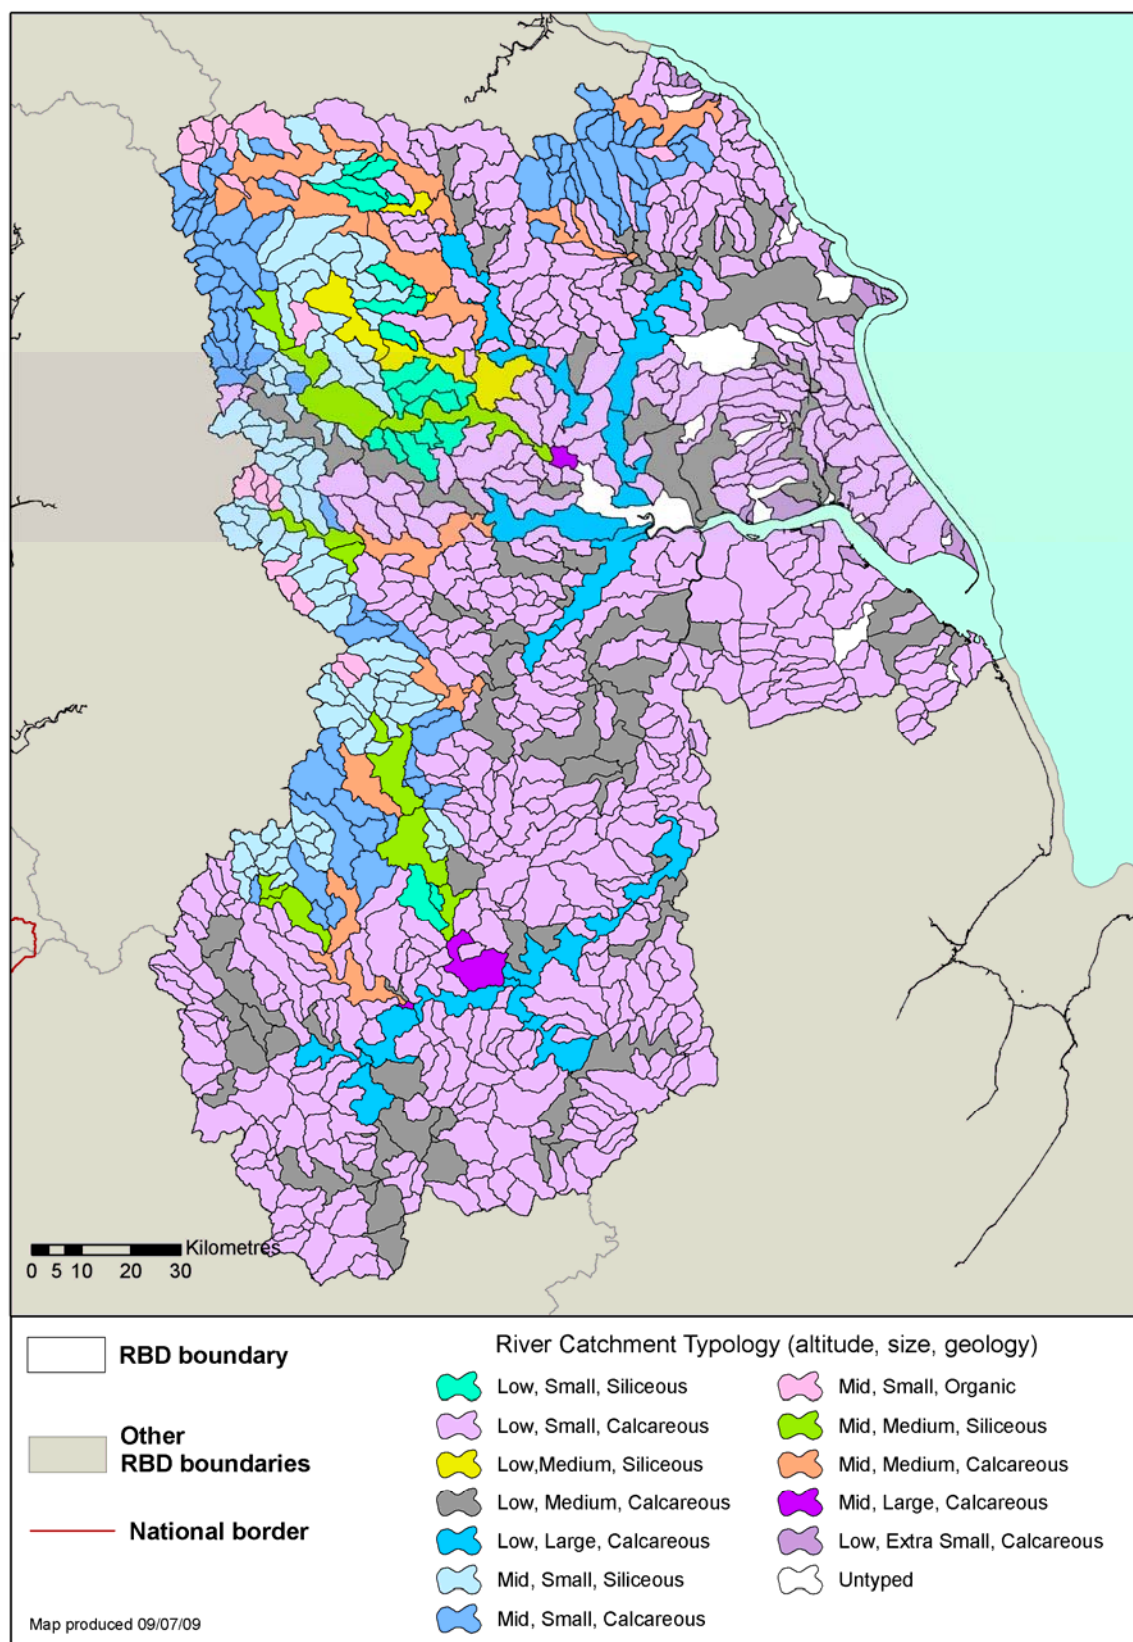 Kilometres
0 5 10 20 30
RBD boundary
Other
RBD boundaries
National border
Map produced 09/07/09
River Catchment Typology (altitude, size, geology)
Low, Small, Siliceous
Low, Small, Calcareous
Low,Medium, Siliceous
Low, Medium, Calcareous
Low, Large, Calcareous
Mid, Small, Siliceous
Mid, Small, Calcareous
Mid, Small, Organic
Mid, Medium, Siliceous
Mid, Medium, Calcareous
Mid, Large, Calcareous
Low, Extra Small, Calcareous
Untyped